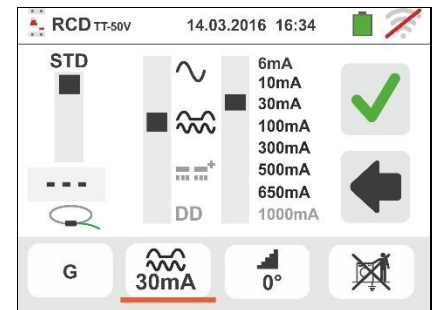 RCD TT-50V 14.03.2016 16:34
STD
6mA
10mA
30mA
100mA
300mA
500mA
650mA
DD 1000mA
- - -
G
30mA
0°